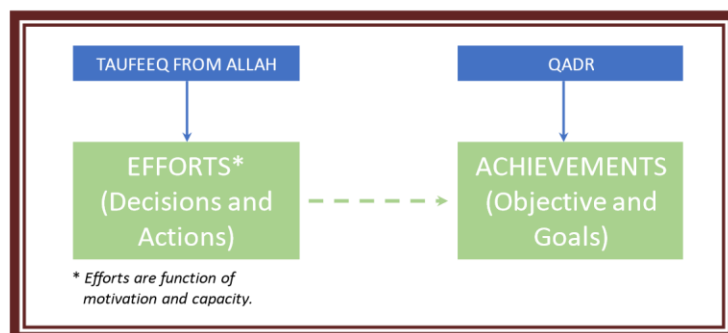 TAUFEEQ FROM ALLAH
QADR
EFFORTS*
(Decisions and
Actions)
ACHIEVEMENTS
(Objective and
Goals)
* Efforts are function of
motivation and capacity.